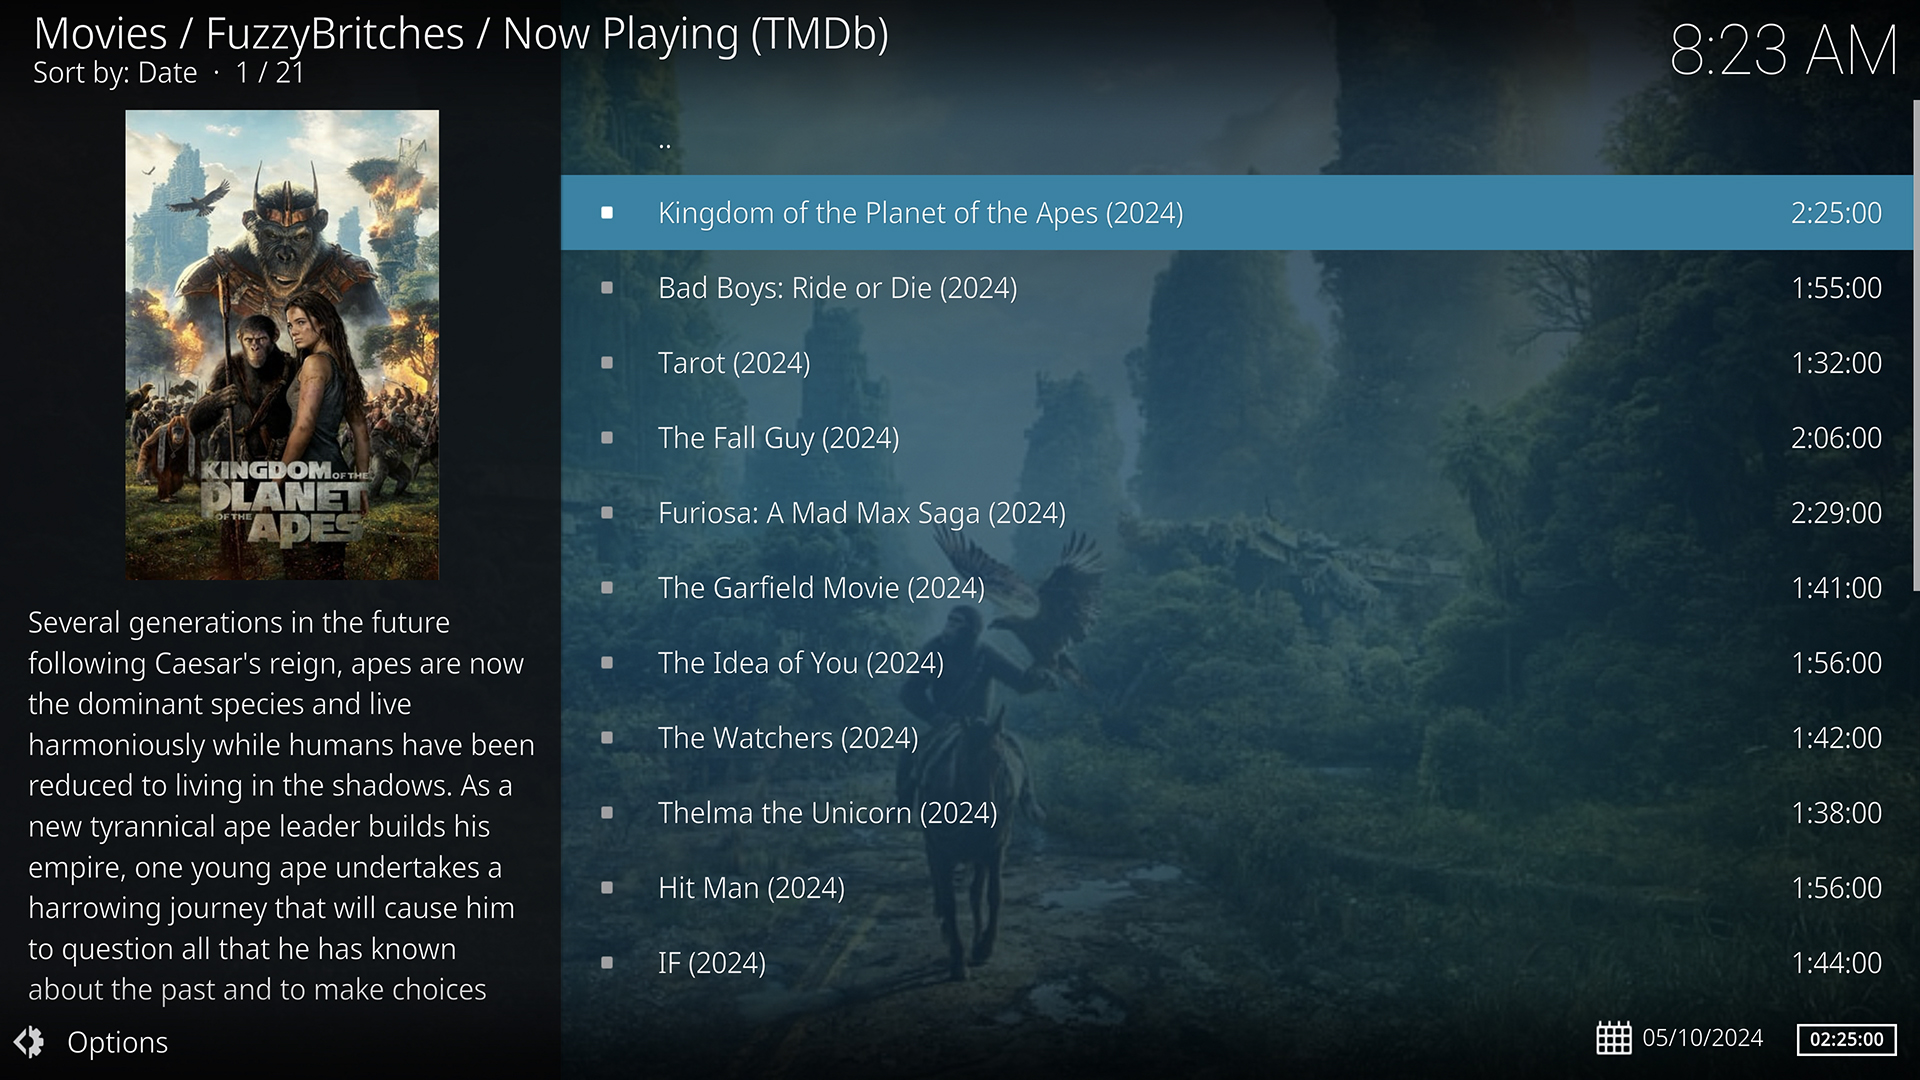 Movies / FuzzyBritches / Now Playing (TMDb)
Sort by: Date · 1 / 21
8:23 AM
KINGDOM OF THE
PLANET
OF THE
APES
Several generations in the future
following Caesar's reign, apes are now
the dominant species and live
harmoniously while humans have been
reduced to living in the shadows. As a
new tyrannical ape leader builds his
empire, one young ape undertakes a
harrowing journey that will cause him
to question all that he has known
about the past and to make choices
..
Kingdom of the Planet of the Apes (2024) 2:25:00
Bad Boys: Ride or Die (2024) 1:55:00
Tarot (2024) 1:32:00
The Fall Guy (2024) 2:06:00
Furiosa: A Mad Max Saga (2024) 2:29:00
The Garfield Movie (2024) 1:41:00
The Idea of You (2024) 1:56:00
The Watchers (2024) 1:42:00
Thelma the Unicorn (2024) 1:38:00
Hit Man (2024) 1:56:00
IF (2024) 1:44:00
Options
05/10/2024
02:25:00